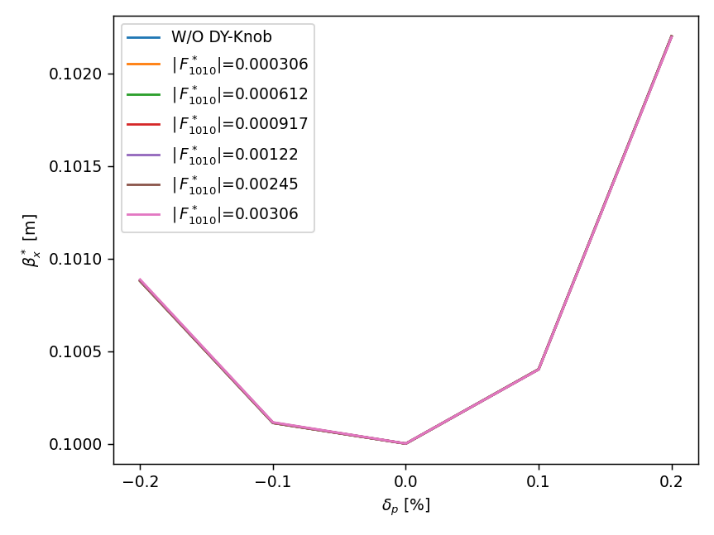 W/O DY-Knob
|F*1010|=0.000306
|F*1010|=0.000612
|F*1010|=0.000917
|F*1010|=0.00122
|F*1010|=0.00245
|F*1010|=0.00306
0.1020
0.1015
0.1010
0.1005
0.1000
β*x [m]
−0.2 −0.1 0.0 0.1 0.2
δp [%]